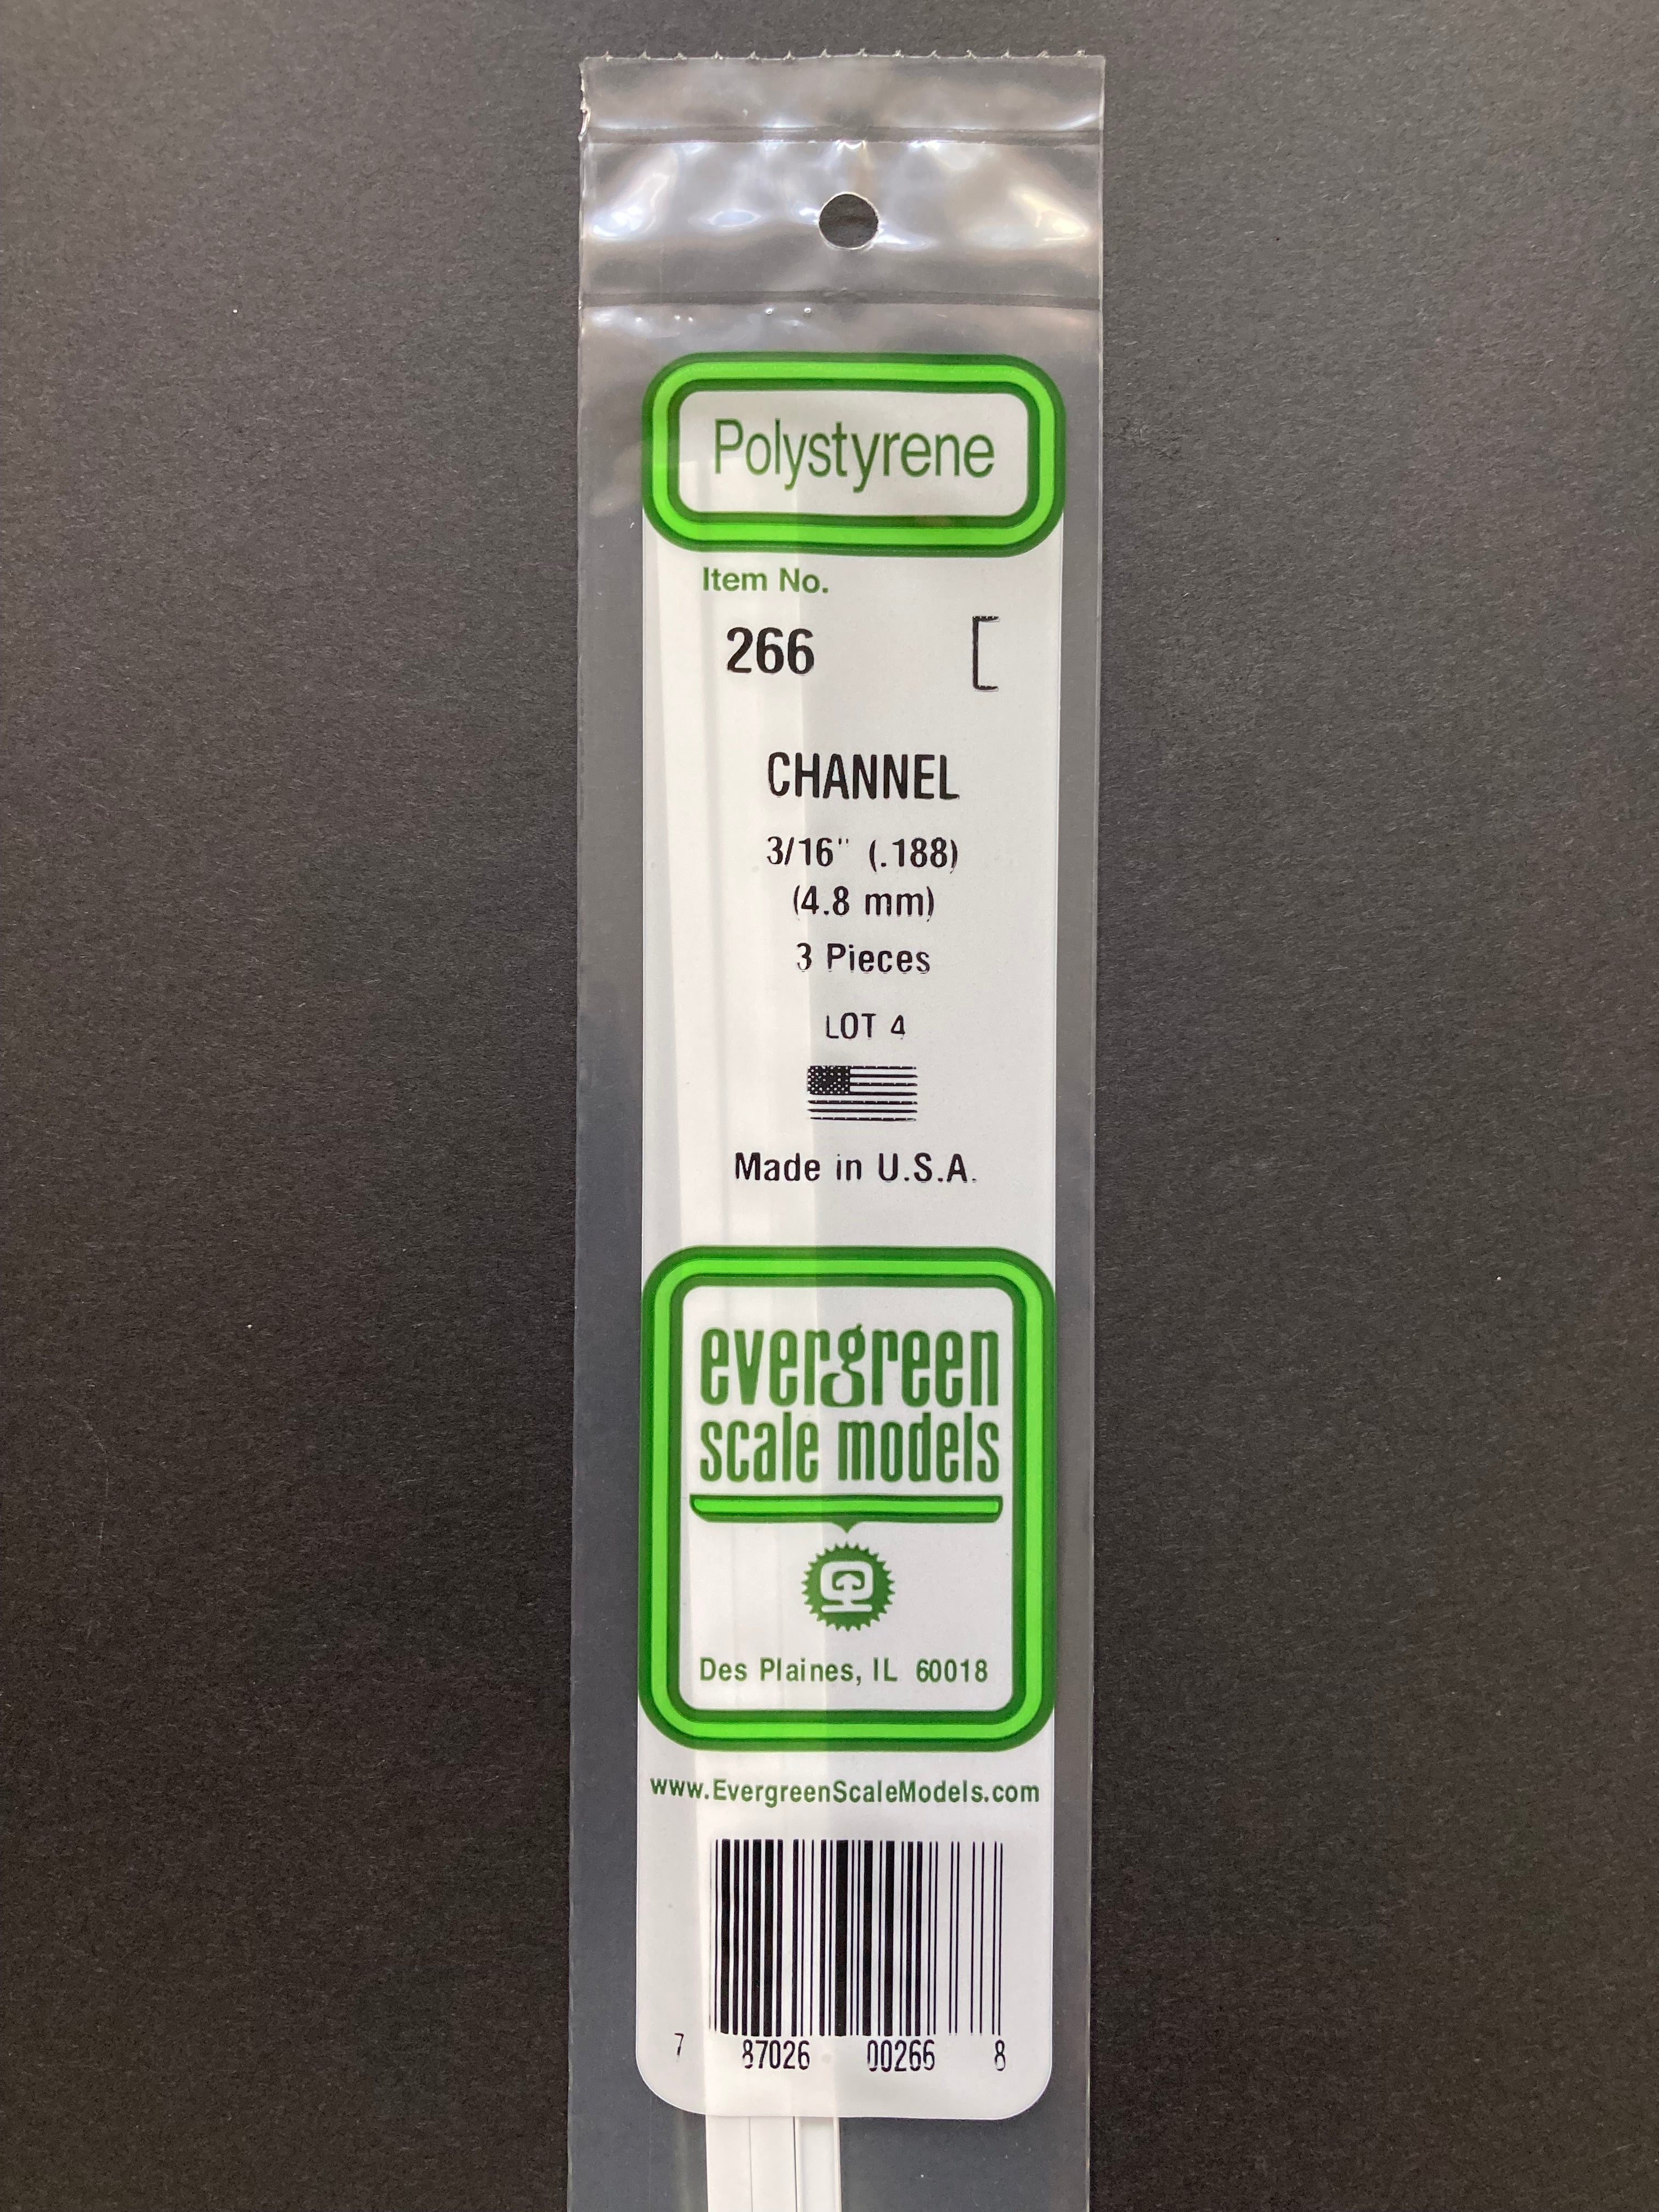 Polystyrene
Item No.
266
CHANNEL
3/16" (.188)
(4.8 mm)
3 Pieces
LOT 4
Made in U.S.A.
evergreen
scale models
Des Plaines, IL 60018
www.EvergreenScaleModels.com
7 87026 00266 8